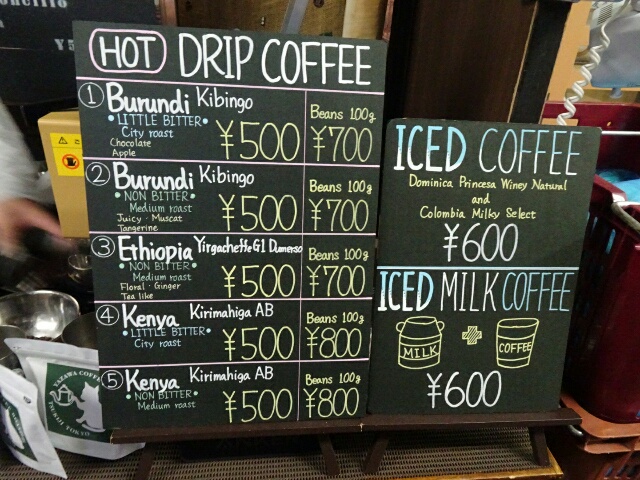 HOT DRIP COFFEE
① Burundi Kibingo
• LITTLE BITTER •
City roast
Chocolate
Apple
¥500
Beans 100g
¥700
② Burundi Kibingo
• NON BITTER •
Medium roast
Juicy・Muscat
Tangerine
¥500
Beans 100g
¥700
③ Ethiopia Yirgacheffe G1 Dumerso
• NON BITTER •
Medium roast
Floral・Ginger
Tea like
¥500
Beans 100g
¥700
④ Kenya Kirimahiga AB
• LITTLE BITTER •
City roast
¥500
Beans 100g
¥800
⑤ Kenya Kirimahiga AB
• NON BITTER •
Medium roast
¥500
Beans 100g
¥800
ICED COFFEE
Dominica Princesa Winey Natural
and
Colombia Milky Select
¥600
ICED MILK COFFEE
MILK + COFFEE
¥600